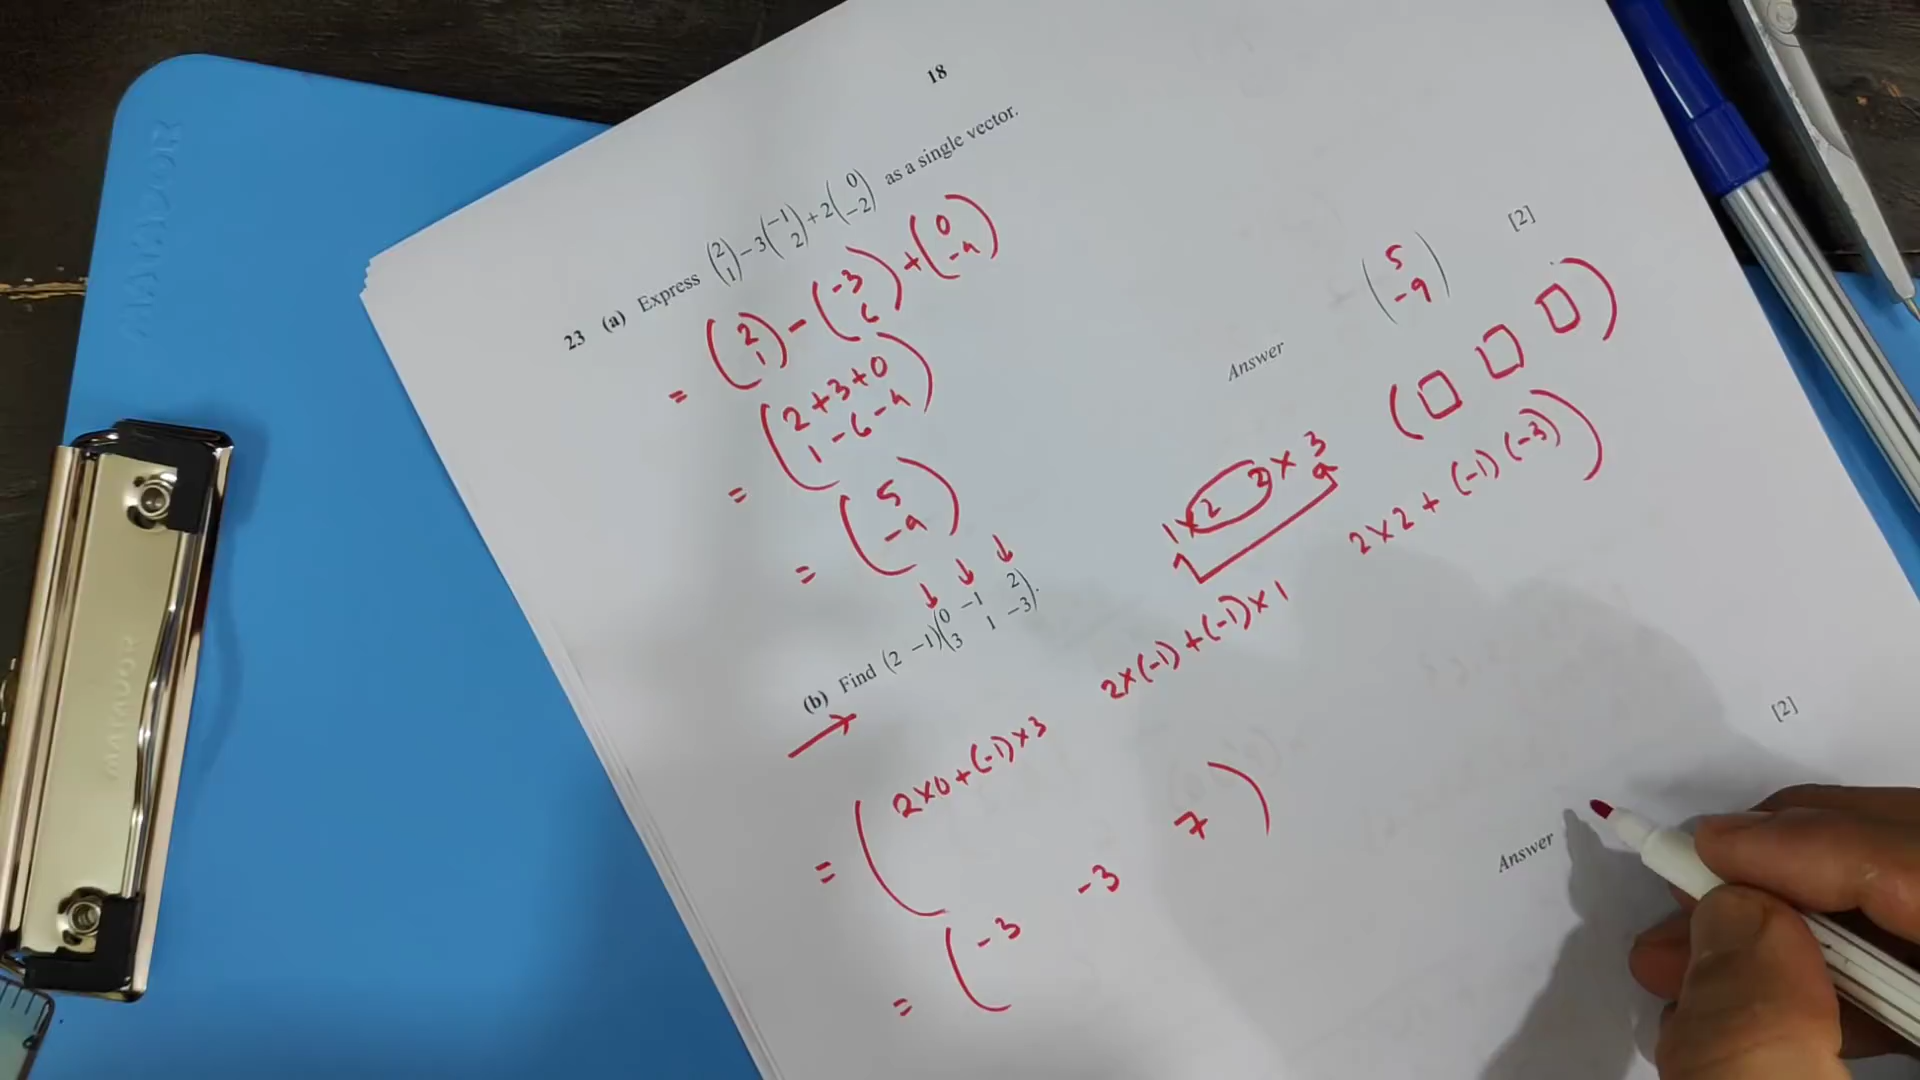 MAJMUOR
18
23 (a) Express (2 1) − 3(−1 2) + 2(0 −2) as a single vector.
= (2 1) − (−3 6) + (0 −4)
= (2+3+0 1−6−4)
= (5 −9)
[2]
Answer (5 −9)
(□ □ □)
1×2 2×3
(b) Find (2 −1)(0 −1 2 3 1 −3).
= (2×0+(−1)×3 2×(−1)+(−1)×1 2×2+(−1)(−3))
= (−3 −3 7)
[2]
Answer